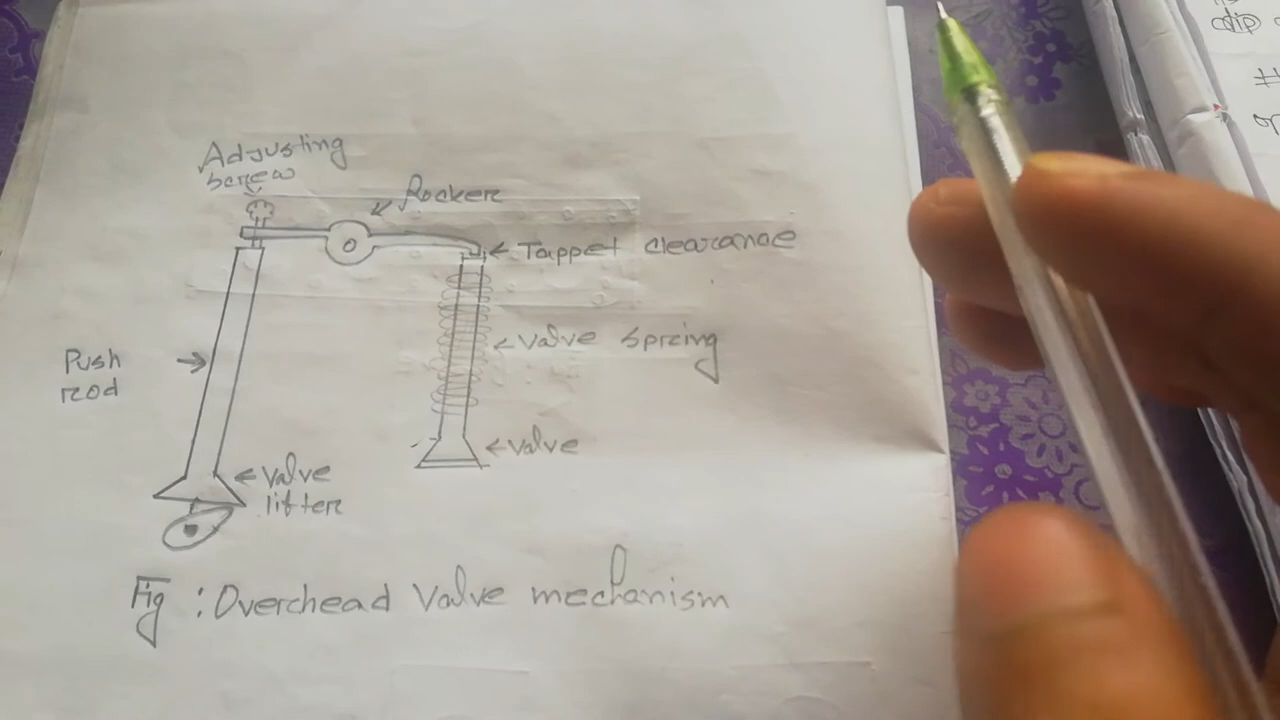 Adjusting
screw
Rocker
Tappet clearance
Push
rod
valve spring
valve
valve
lifter
Fig : Overhead Valve mechanism